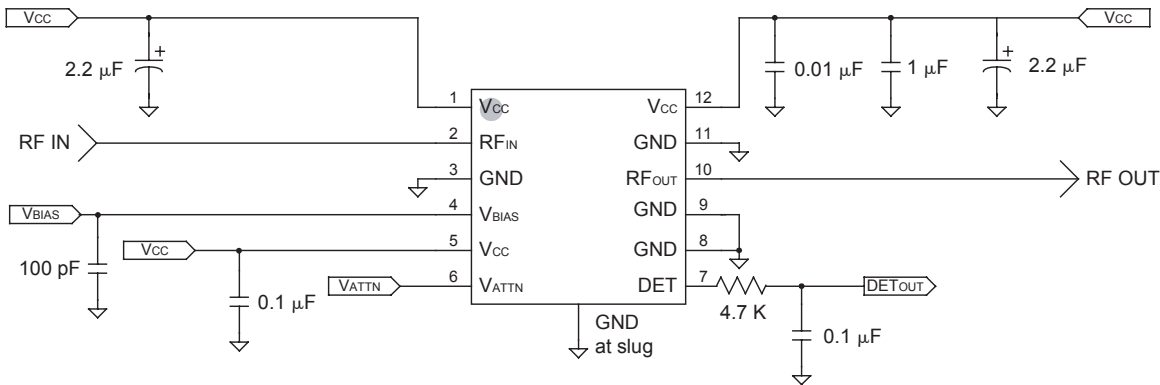 Vcc
Vcc
+
2.2 μF
0.01 μF
1 μF
+
2.2 μF
1
Vcc
Vcc
12
RF IN
2
RFIN
GND
11
3
GND
RFOUT
10
RF OUT
VBIAS
4
VBIAS
GND
9
Vcc
5
Vcc
GND
8
100 pF
VATTN
6
VATTN
DET
7
DETOUT
0.1 μF
4.7 K
GND
at slug
0.1 μF